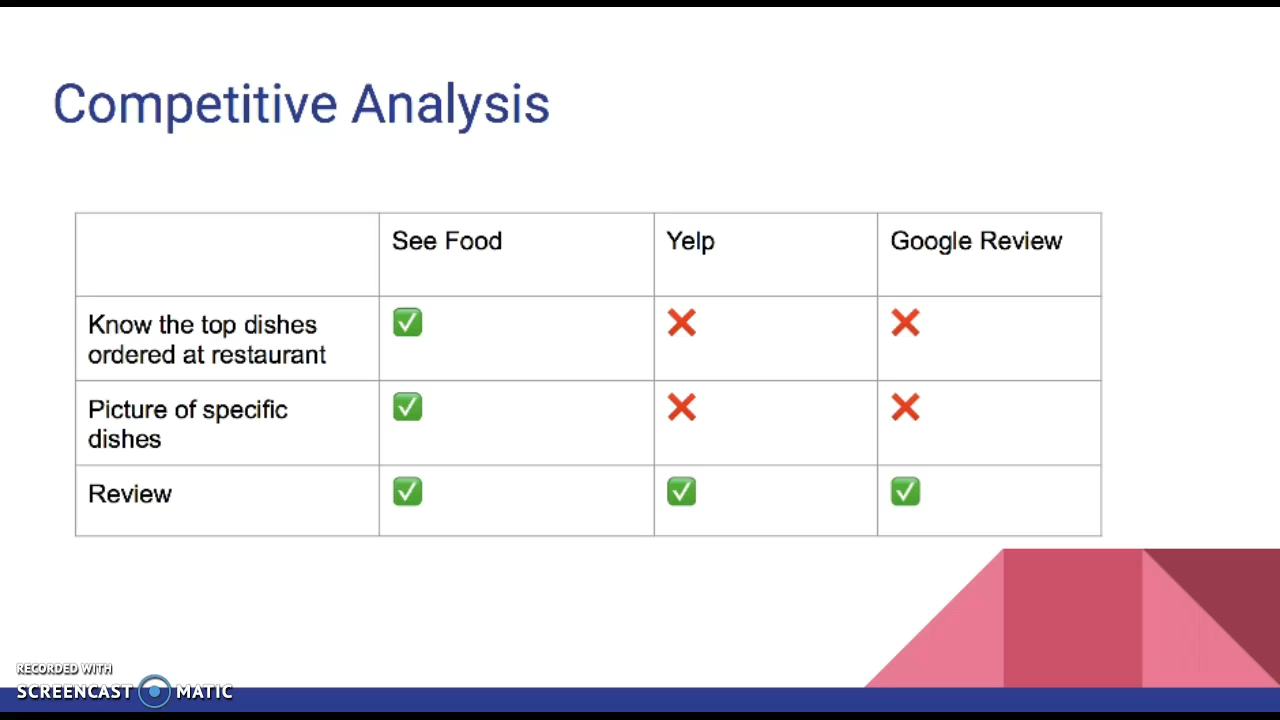 Competitive Analysis
See Food
Yelp
Google Review
Know the top dishes
ordered at restaurant
✅
❌
❌
Picture of specific
dishes
✅
❌
❌
Review
✅
✅
✅
RECORDED WITH
SCREENCAST MATIC